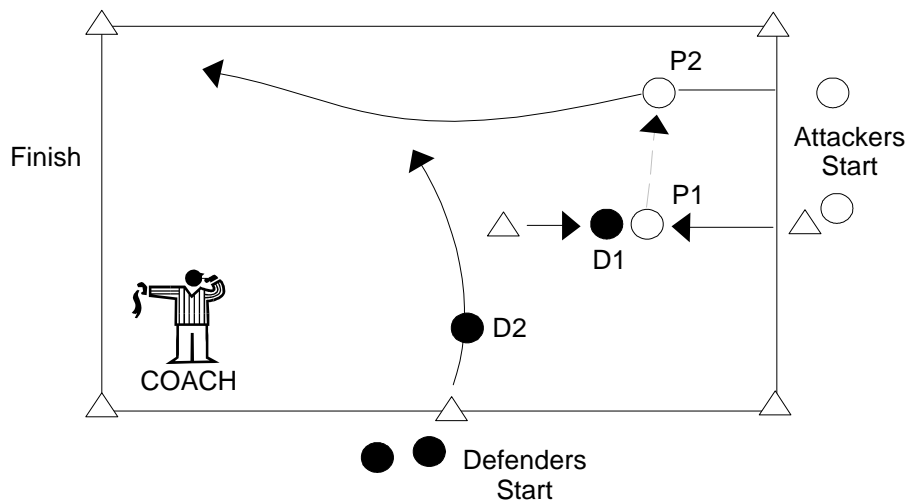 P2
Attackers
Start
Finish
P1
D1
D2
COACH
Defenders
Start